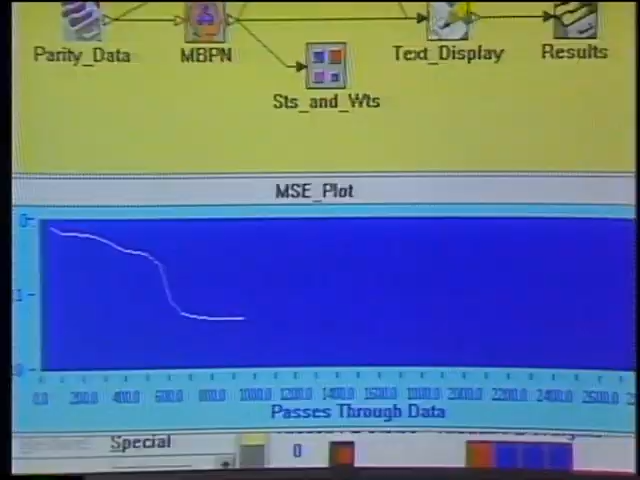 Parity_Data
MBPN
Text_Display
Results
Sts_and_Wts
MSE_Plot
0
0.0 200.0 400.0 600.0 800.0 1000.0 1200.0 1400.0 1600.0 1800.0 2000.0 2200.0 2400.0 2600.0
Passes Through Data
Special
0